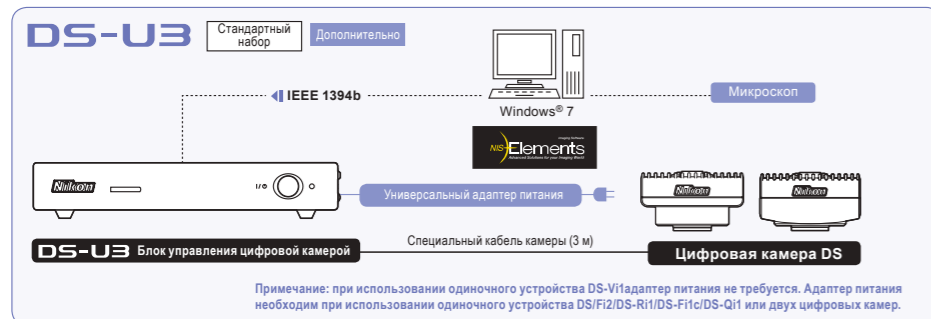 DS-U3
Стандартный
набор
Дополнительно
IEEE 1394b
Windows® 7
Микроскоп
Imaging Software
NIS-Elements
Advanced Solutions for your Imaging World
Nikon
I/
Универсальный адаптер питания
Nikon
Nikon
DS-U3 Блок управления цифровой камерой
Специальный кабель камеры (3 м)
Цифровая камера DS
Примечание: при использовании одиночного устройства DS-Vi1адаптер питания не требуется. Адаптер питания
необходим при использовании одиночного устройства DS/Fi2/DS-Ri1/DS-Fi1c/DS-Qi1 или двух цифровых камер.